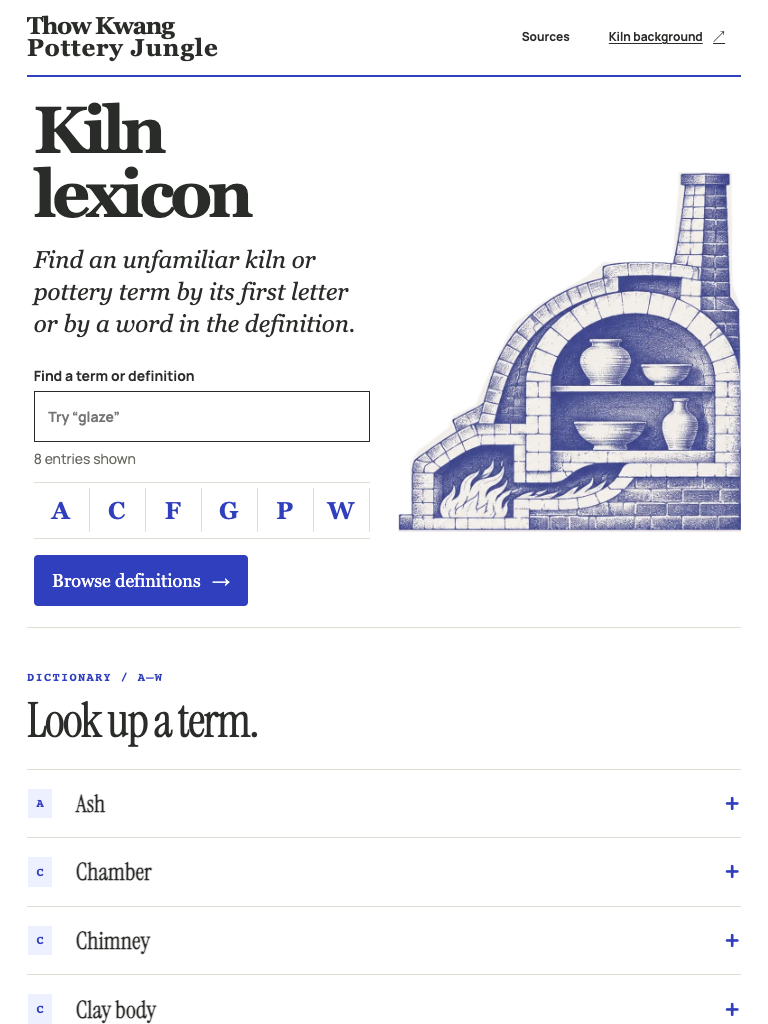 Thow Kwang
Pottery Jungle
Sources
Kiln background ↗
Kiln
lexicon
Find an unfamiliar kiln or
pottery term by its first letter
or by a word in the definition.
Find a term or definition
Try “glaze”
8 entries shown
A C F G P W
Browse definitions →
DICTIONARY / A–W
Look up a term.
A Ash +
C Chamber +
C Chimney +
C Clay body +